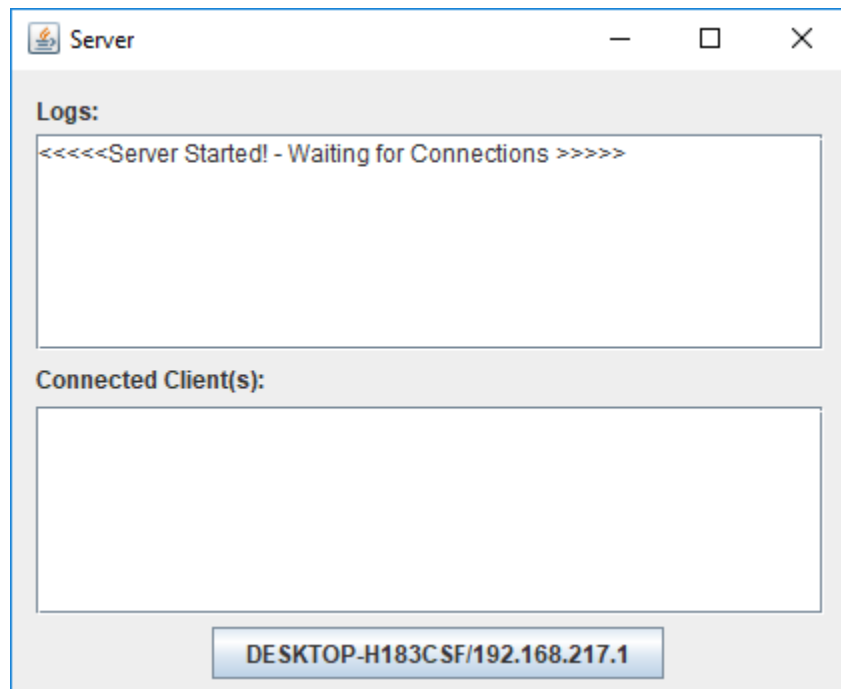 Server
Logs:
<<<<<Server Started! - Waiting for Connections >>>>>
Connected Client(s):
DESKTOP-H183CSF/192.168.217.1